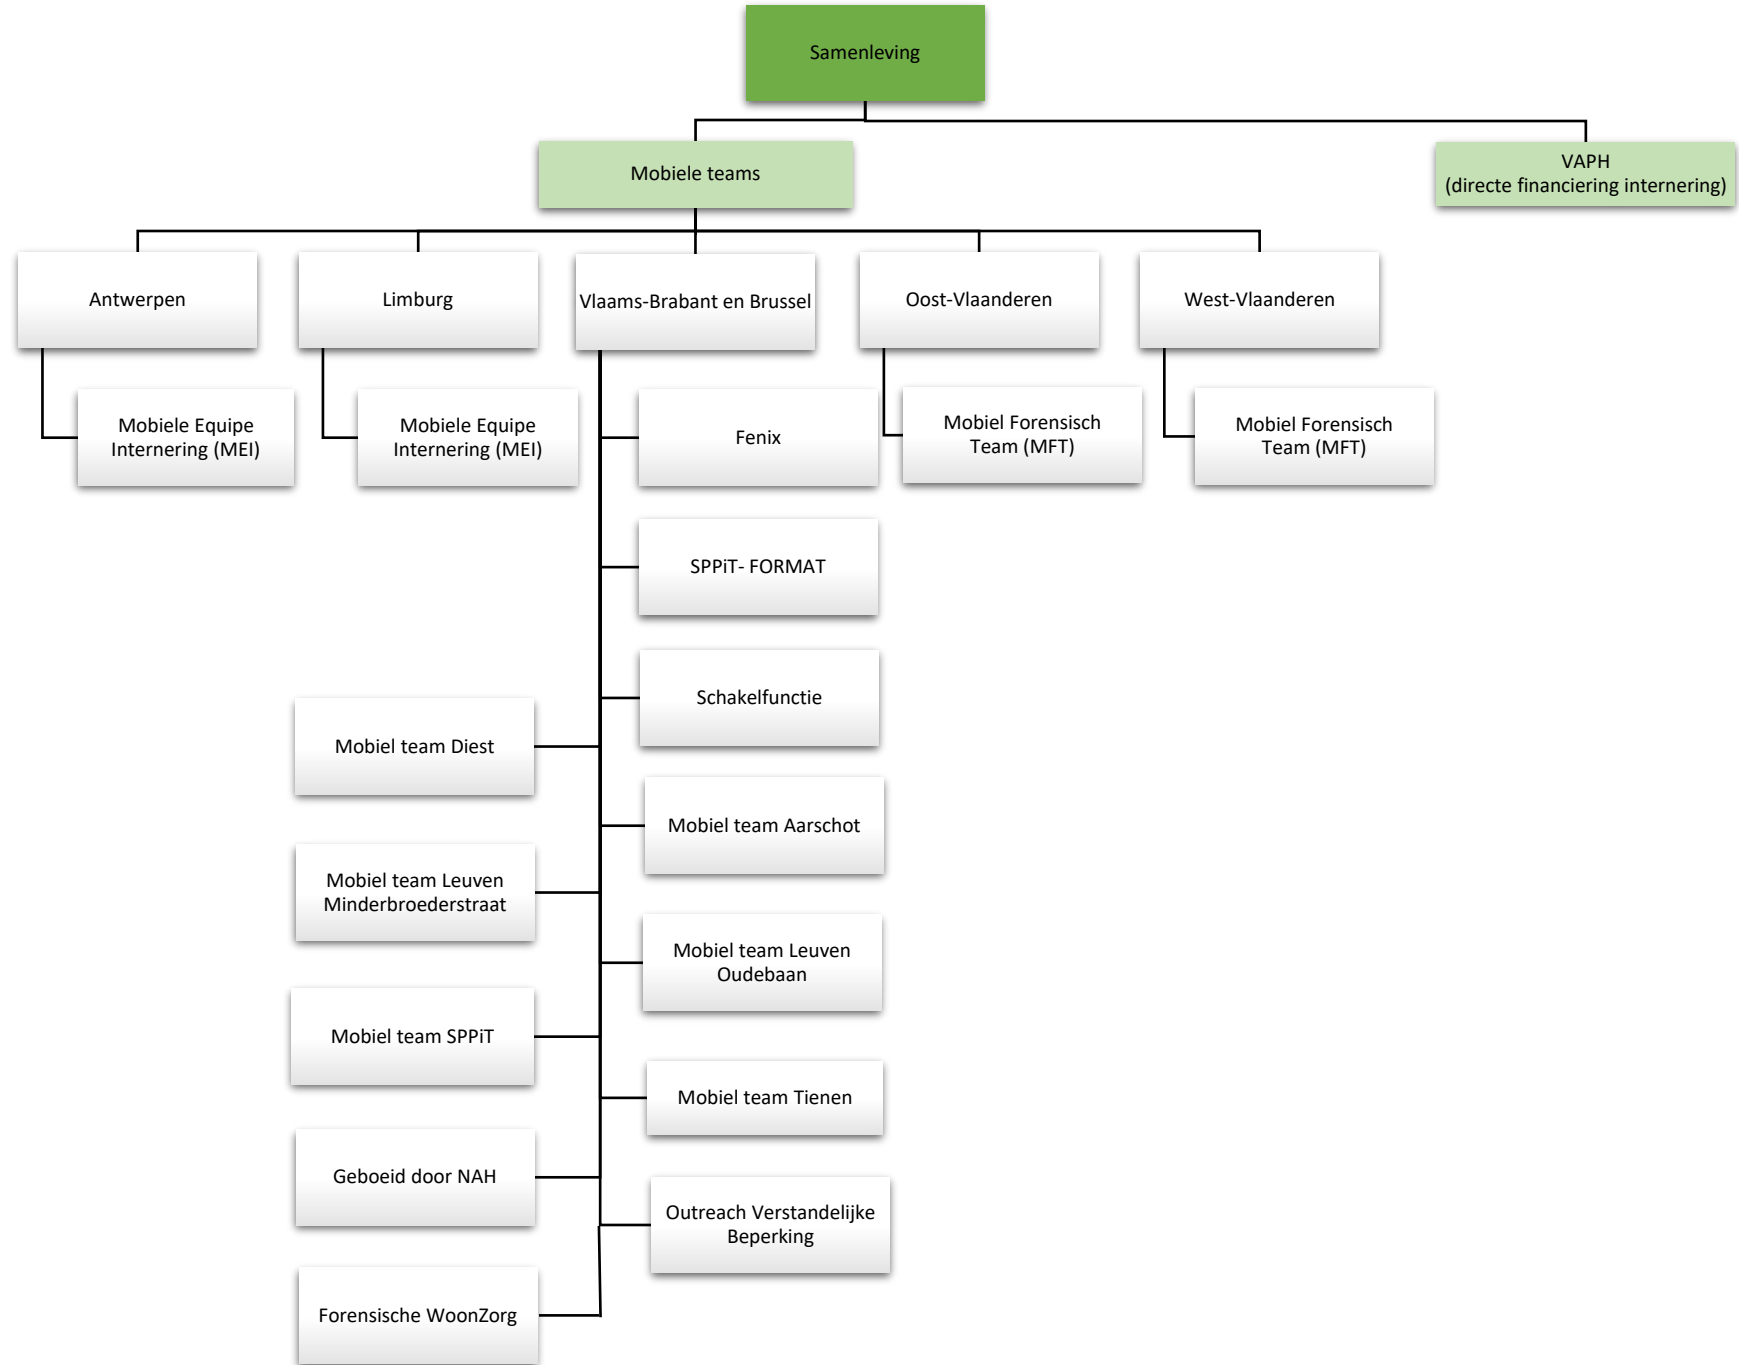 Samenleving
Mobiele teams
VAPH
(directe financiering internering)
Antwerpen
Limburg
Vlaams-Brabant en Brussel
Oost-Vlaanderen
West-Vlaanderen
Mobiele Equipe
Internering (MEI)
Mobiele Equipe
Internering (MEI)
Fenix
Mobiel Forensisch
Team (MFT)
Mobiel Forensisch
Team (MFT)
SPPiT- FORMAT
Schakelfunctie
Mobiel team Diest
Mobiel team Aarschot
Mobiel team Leuven
Minderbroederstraat
Mobiel team Leuven
Oudebaan
Mobiel team SPPiT
Mobiel team Tienen
Geboeid door NAH
Outreach Verstandelijke
Beperking
Forensische WoonZorg